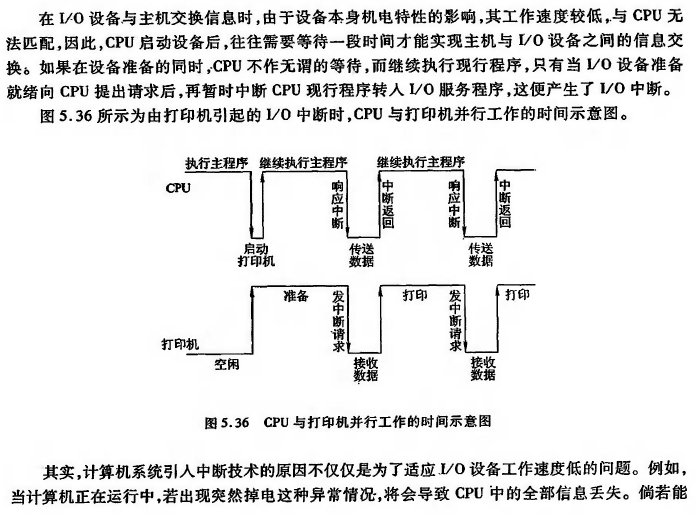 在 I/O 设备与主机交换信息时,由于设备本身机电特性的影响,其工作速度较低,与 CPU 无
法匹配,因此,CPU 启动设备后,往往需要等待一段时间才能实现主机与 I/O 设备之间的信息交
换。如果在设备准备的同时,CPU 不作无谓的等待,而继续执行现行程序,只有当 I/O 设备准备
就绪向 CPU 提出请求后,再暂时中断 CPU 现行程序转入 I/O 服务程序,这便产生了 I/O 中断。
图 5.36 所示为由打印机引起的 I/O 中断时,CPU 与打印机并行工作的时间示意图。
执行主程序 继续执行主程序 继续执行主程序
CPU
响应中断
中断返回
响应中断
中断返回
启动
打印机
传送
数据
传送
数据
准备
发中断请求
打印
发中断请求
打印
打印机
空闲
接收
数据
接收
数据
图 5.36 CPU 与打印机并行工作的时间示意图
其实,计算机系统引入中断技术的原因不仅仅是为了适应 I/O 设备工作速度低的问题。例如,
当计算机正在运行中,若出现突然掉电这种异常情况,将会导致 CPU 中的全部信息丢失。倘若能